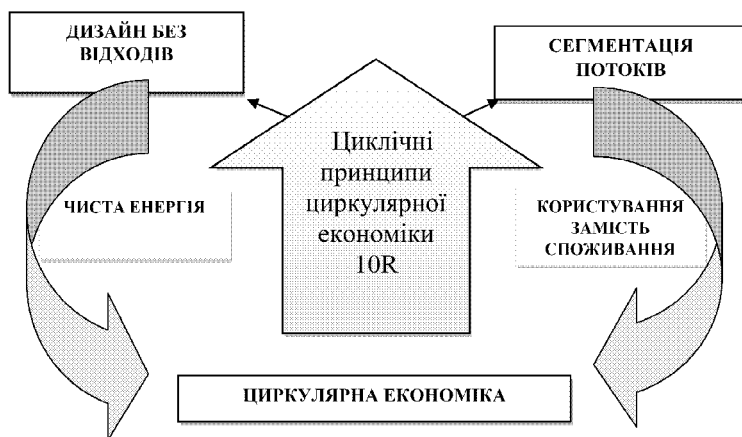 ДИЗАЙН БЕЗ
ВІДХОДІВ
СЕГМЕНТАЦІЯ
ПОТОКІВ
Циклічні
принципи
циркулярної
економіки
10R
ЧИСТА ЕНЕРГІЯ
КОРИСТУВАННЯ
ЗАМІСТЬ
СПОЖИВАННЯ
ЦИРКУЛЯРНА ЕКОНОМІКА